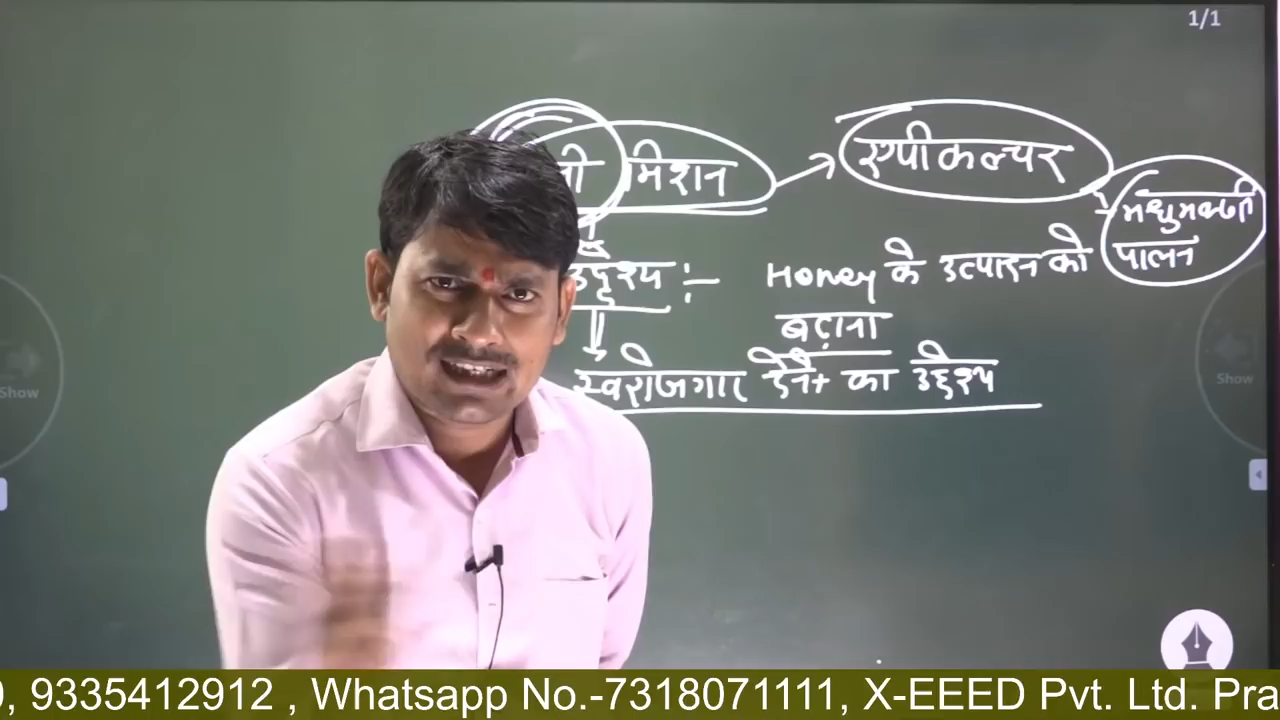 1/1
मिशन → एपीकल्चर
मधुमक्खी
पालन
उद्देश्य :- Honey के उत्पादन को
बढ़ाना
स्वरोजगार देने का उद्देश्य
Show
Show
9335412912 , Whatsapp No.-7318071111, X-EEED Pvt. Ltd. Pra